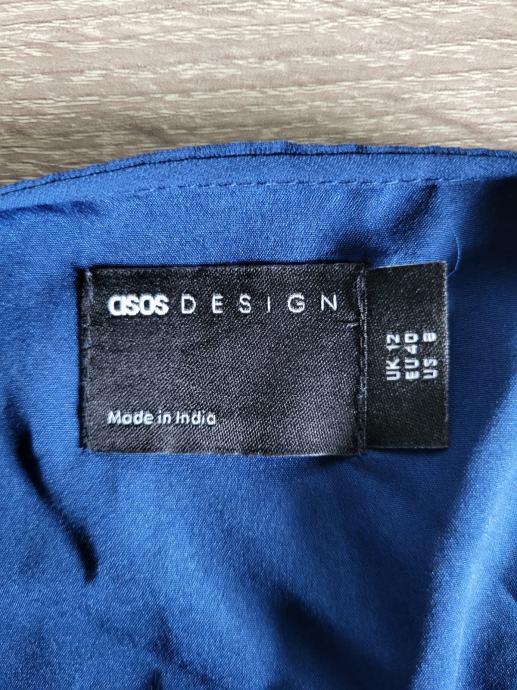 asos DESIGN
Made in India
UK 12
EU 40
US 8